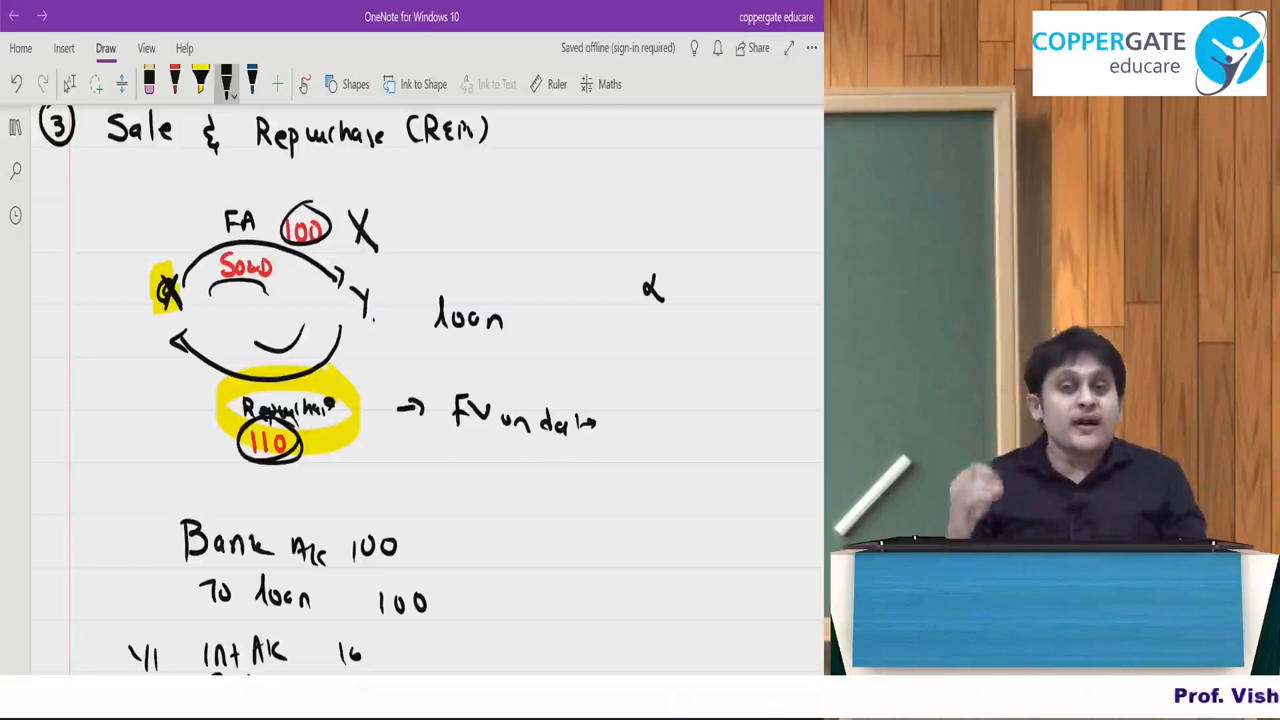 OneNote for Windows 10
coppergate educare
Home Insert Draw View Help
Saved offline (sign-in required)
Share
Shapes
Ink to Shape
Ink to Text
Ruler
Maths
COPPERGATE
educare
3 Sale & Repurchase
FA 100 X
SOLD
Y
α
loan
Repurchase
110
→ FV on date
Bank A/c 100
To loan 100
Y1 Int A/c 10
Prof. Vish